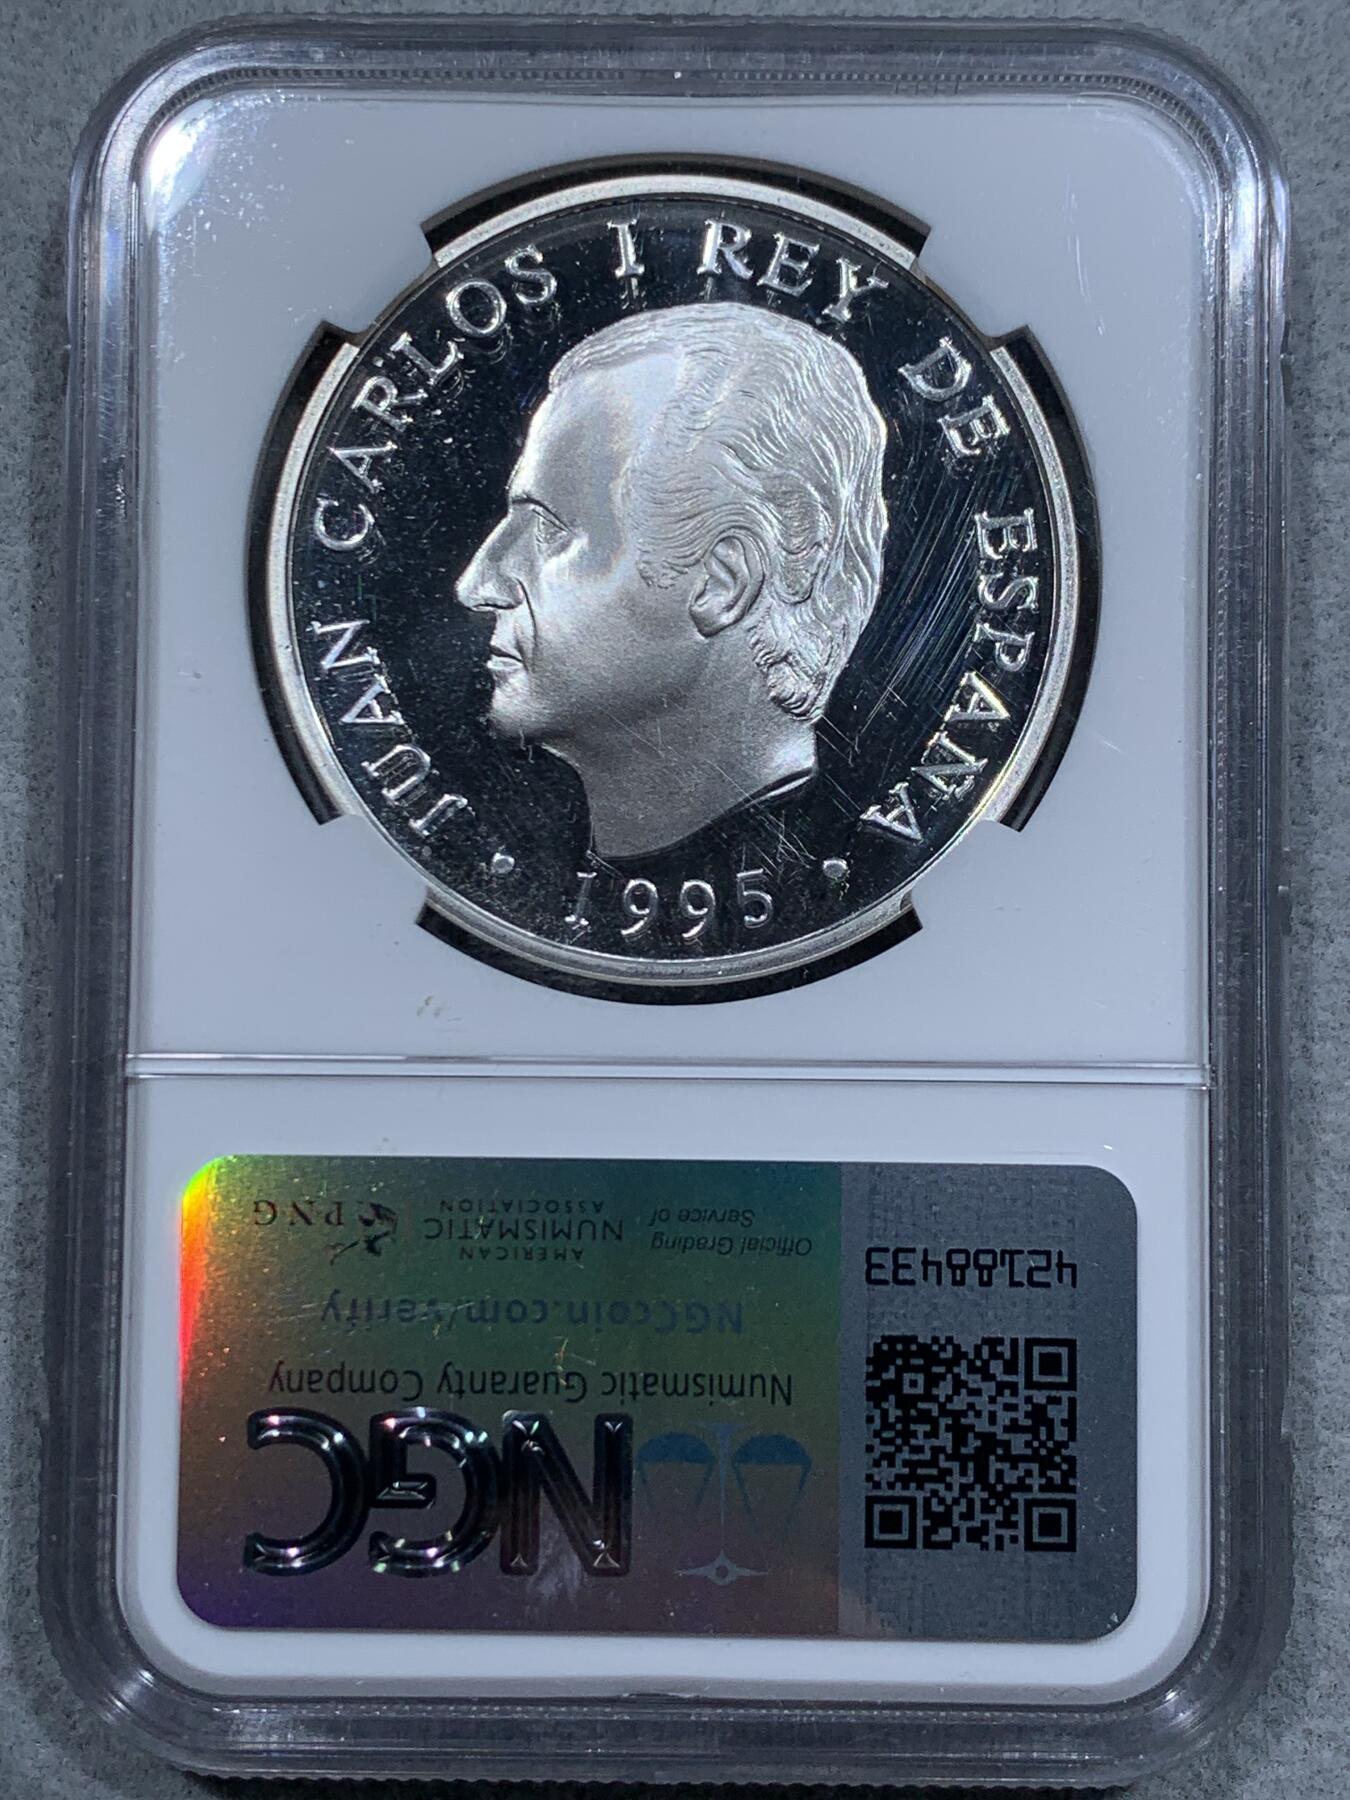 JUAN CARLOS I REY DE ESPAÑA
• 1995 •
NGC
Numismatic Guaranty Company
NGCcoin.com/verify
Official Grading
Service of
AMERICAN
NUMISMATIC
ASSOCIATION
PNG
42188433